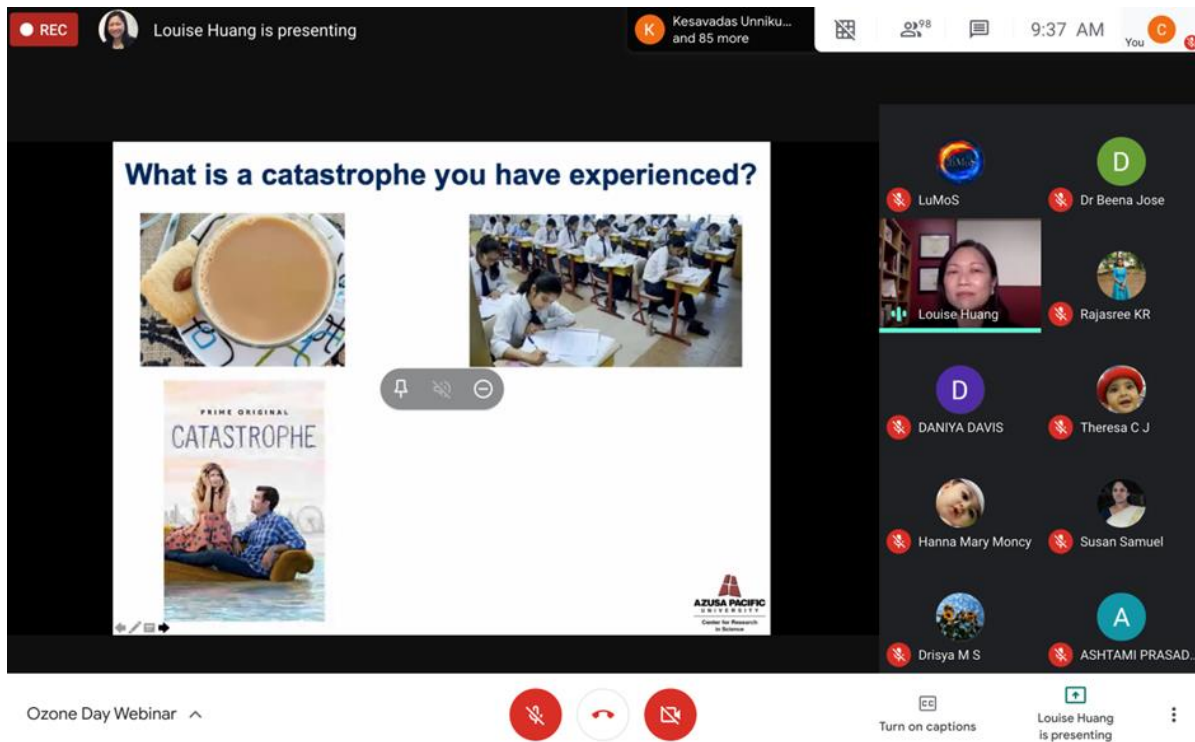 REC
Louise Huang is presenting
K
Kesavadas Unniku...
and 85 more
98
9:37 AM
You
C
What is a catastrophe you have experienced?
PRIME ORIGINAL
CATASTROPHE
AZUSA PACIFIC
UNIVERSITY
Center for Research
in Science
LuMoS
D
Dr Beena Jose
Louise Huang
Rajasree KR
D
DANIYA DAVIS
Theresa C J
Hanna Mary Moncy
Susan Samuel
Drisya M S
A
ASHTAMI PRASAD...
Ozone Day Webinar
CC
Turn on captions
Louise Huang
is presenting